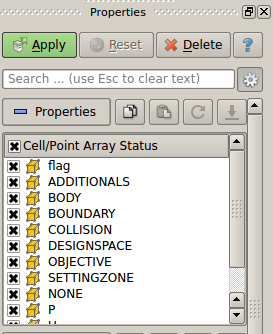 Properties
Apply Reset Delete ?
Search ... (use Esc to clear text)
Properties
Cell/Point Array Status
flag
ADDITIONALS
BODY
BOUNDARY
COLLISION
DESIGNSPACE
OBJECTIVE
SETTINGZONE
NONE
P